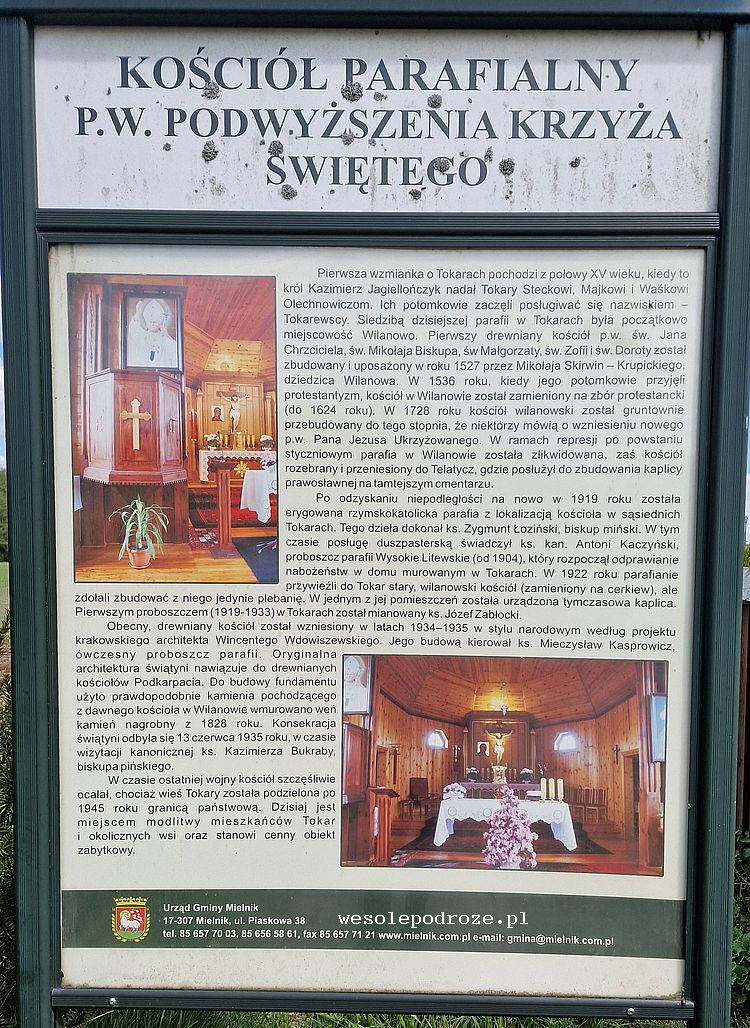 KOŚCIÓŁ PARAFIALNY
P.W. PODWYŻSZENIA KRZYŻA
ŚWIĘTEGO
Pierwsza wzmianka o Tokarach pochodzi z połowy XV wieku, kiedy to
król Kazimierz Jagiellończyk nadał Tokary Steckowi, Majkowi i Waśkowi
Olechnowiczom. Ich potomkowie zaczęli posługiwać się nazwiskiem –
Tokarewscy. Siedzibą dzisiejszej parafii w Tokarach była początkowo
miejscowość Wilanowo. Pierwszy drewniany kościół p.w. św. Jana
Chrzciciela, św. Mikołaja Biskupa, św Małgorzaty, św. Zofii i św. Doroty został
zbudowany i uposażony w roku 1527 przez Mikołaja Skirwin – Krupickiego,
dziedzica Wilanowa. W 1536 roku, kiedy jego potomkowie przyjęli
protestantyzm, kościół w Wilanowie został zamieniony na zbór protestancki
(do 1624 roku). W 1728 roku kościół wilanowski został gruntownie
przebudowany do tego stopnia, że niektórzy mówią o wzniesieniu nowego
p.w. Pana Jezusa Ukrzyżowanego. W ramach represji po powstaniu
styczniowym parafia w Wilanowie została zlikwidowana, zaś kościół
rozebrany i przeniesiony do Telatycz, gdzie posłużył do zbudowania kaplicy
prawosławnej na tamtejszym cmentarzu.
Po odzyskaniu niepodległości na nowo w 1919 roku została
erygowana rzymskokatolicka parafia z lokalizacją kościoła w sąsiednich
Tokarach. Tego dzieła dokonał ks. Zygmunt Łoziński, biskup miński. W tym
czasie posługę duszpasterską świadczył ks. kan. Antoni Kaczyński,
proboszcz parafii Wysokie Litewskie (od 1904), który rozpoczął odprawianie
nabożeństw w domu murowanym w Tokarach. W 1922 roku parafianie
przywieźli do Tokar stary, wilanowski kościół (zamieniony na cerkiew), ale
zdołali zbudować z niego jedynie plebanię. W jednym z jej pomieszczeń została urządzona tymczasowa kaplica.
Pierwszym proboszczem (1919-1933) w Tokarach został mianowany ks. Józef Zabłocki.
Obecny, drewniany kościół został wzniesiony w latach 1934–1935 w stylu narodowym według projektu
krakowskiego architekta Wincentego Wdowiszewskiego. Jego budową kierował ks. Mieczysław Kasprowicz,
ówczesny proboszcz parafii. Oryginalna
architektura świątyni nawiązuje do drewnianych
kościołów Podkarpacia. Do budowy fundamentu
użyto prawdopodobnie kamienia pochodzącego
z dawnego kościoła w Wilanowie wmurowano weń
kamień nagrobny z 1828 roku. Konsekracja
świątyni odbyła się 13 czerwca 1935 roku, w czasie
wizytacji kanonicznej ks. Kazimierza Bukraby,
biskupa pińskiego.
W czasie ostatniej wojny kościół szczęśliwie
ocalał, chociaż wieś Tokary została podzielona po
1945 roku granicą państwową. Dzisiaj jest
miejscem modlitwy mieszkańców Tokar
i okolicznych wsi oraz stanowi cenny obiekt
zabytkowy.
Urząd Gminy Mielnik
17-307 Mielnik, ul. Piaskowa 38
wesolepodroze.pl
tel. 85 657 70 03, 85 656 58 61, fax 85 657 71 21 www.mielnik.com.pl e-mail: gmina@mielnik.com.pl